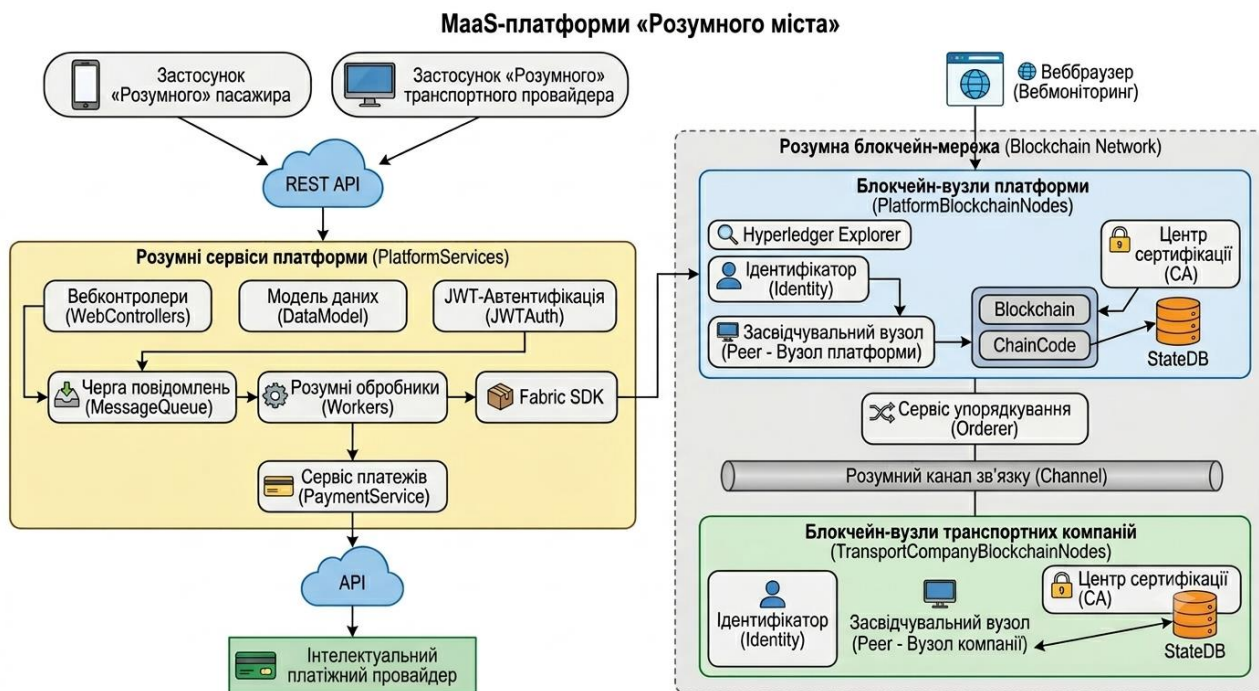 MaaS-платформи «Розумного міста»
Застосунок
«Розумного» пасажира
Застосунок «Розумного»
транспортного провайдера
REST API
Розумні сервіси платформи (PlatformServices)
Вебконтролери
(WebControllers)
Модель даних
(DataModel)
JWT-Автентифікація
(JWTAuth)
Черга повідомлень
(MessageQueue)
Розумні обробники
(Workers)
Fabric SDK
Сервіс платежів
(PaymentService)
API
Інтелектуальний
платіжний провайдер
Веббраузер
(Вебмоніторинг)
Розумна блокчейн-мережа (Blockchain Network)
Блокчейн-вузли платформи
(PlatformBlockchainNodes)
Hyperledger Explorer
Ідентифікатор
(Identity)
Засвідчувальний вузол
(Peer - Вузол платформи)
Blockchain
ChainCode
Центр
сертифікації
(CA)
StateDB
Сервіс упорядкування
(Orderer)
Розумний канал зв'язку (Channel)
Блокчейн-вузли транспортних компаній
(TransportCompanyBlockchainNodes)
Ідентифікатор
(Identity)
Засвідчувальний вузол
(Peer - Вузол компанії)
Центр сертифікації
(CA)
StateDB